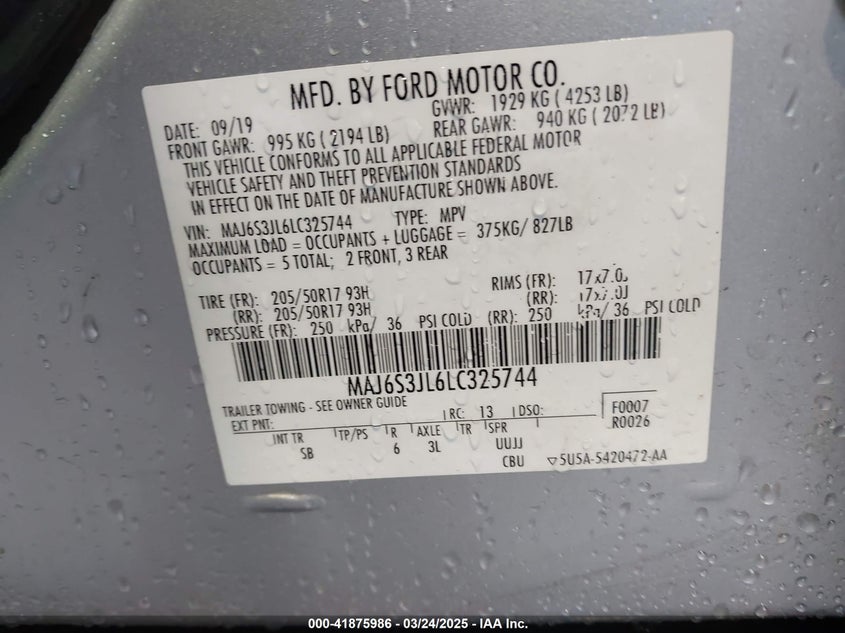 MFD. BY FORD MOTOR CO.
DATE: 09/19 GVWR: 1929 KG ( 4253 LB)
FRONT GAWR: 995 KG ( 2194 LB) REAR GAWR: 940 KG ( 2072 LB)
THIS VEHICLE CONFORMS TO ALL APPLICABLE FEDERAL MOTOR
VEHICLE SAFETY AND THEFT PREVENTION STANDARDS
IN EFFECT ON THE DATE OF MANUFACTURE SHOWN ABOVE.
VIN: MAJ6S3JL6LC325744 TYPE: MPV
MAXIMUM LOAD = OCCUPANTS + LUGGAGE = 375KG/ 827LB
OCCUPANTS = 5 TOTAL; 2 FRONT, 3 REAR
TIRE (FR): 205/50R17 93H RIMS (FR): 17x7.0J
(RR): 205/50R17 93H (RR): 17x7.0J
PRESSURE (FR): 250 kPa/ 36 PSI COLD (RR): 250 kPa/ 36 PSI COLD
MAJ6S3JL6LC325744
TRAILER TOWING - SEE OWNER GUIDE
EXT PNT: RC: 13 DSO: F0007
R0026
INT TR TP/PS R AXLE TR SPR
SB 6 3L UUJJ
CBU 5U5A-5420472-AA
000-41875986 - 03/24/2025 - IAA Inc.